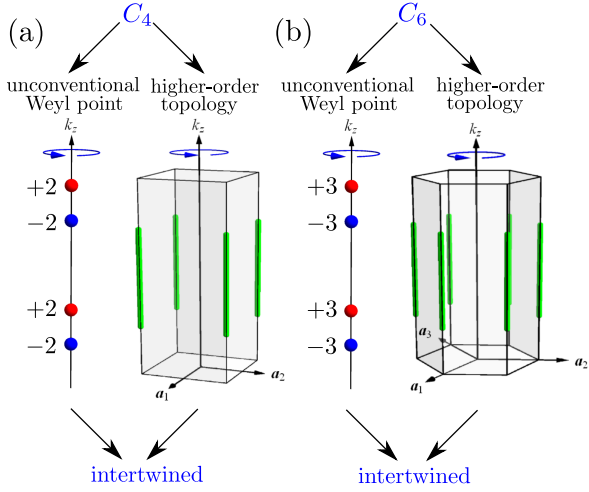 (a)
C4
unconventional
Weyl point
higher-order
topology
kz
kz
+2
−2
+2
−2
a1
a2
intertwined
(b)
C6
unconventional
Weyl point
higher-order
topology
kz
kz
+3
−3
+3
−3
a3
a1
a2
intertwined